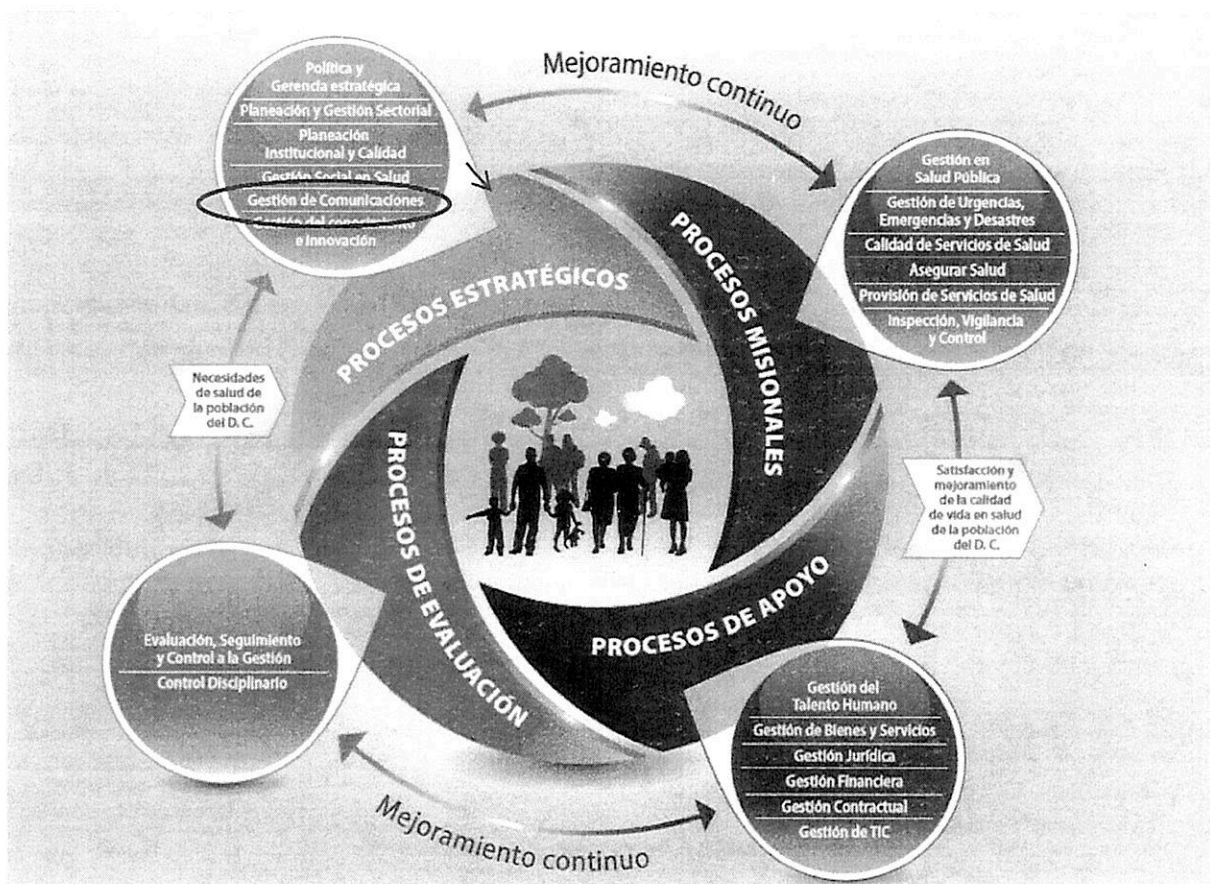 Mejoramiento continuo
Política y
Gerencia estratégica
Planeación y Gestión Sectorial
Planeación
Institucional y Calidad
Gestión Social en Salud
Gestión de Comunicaciones
Gestión del conocimiento
e Innovación
Gestión en
Salud Pública
Gestión de Urgencias,
Emergencias y Desastres
Calidad de Servicios de Salud
Asegurar Salud
Provisión de Servicios de Salud
Inspección, Vigilancia
y Control
PROCESOS ESTRATÉGICOS
PROCESOS MISIONALES
Necesidades
de salud de
la población
del D. C.
PROCESOS DE EVALUACIÓN
PROCESOS DE APOYO
Satisfacción y
mejoramiento
de la calidad
de vida en salud
de la población
del D. C.
Evaluación, Seguimiento
y Control a la Gestión
Control Disciplinario
Gestión del
Talento Humano
Gestión de Bienes y Servicios
Gestión Jurídica
Gestión Financiera
Gestión Contractual
Gestión de TIC
Mejoramiento continuo